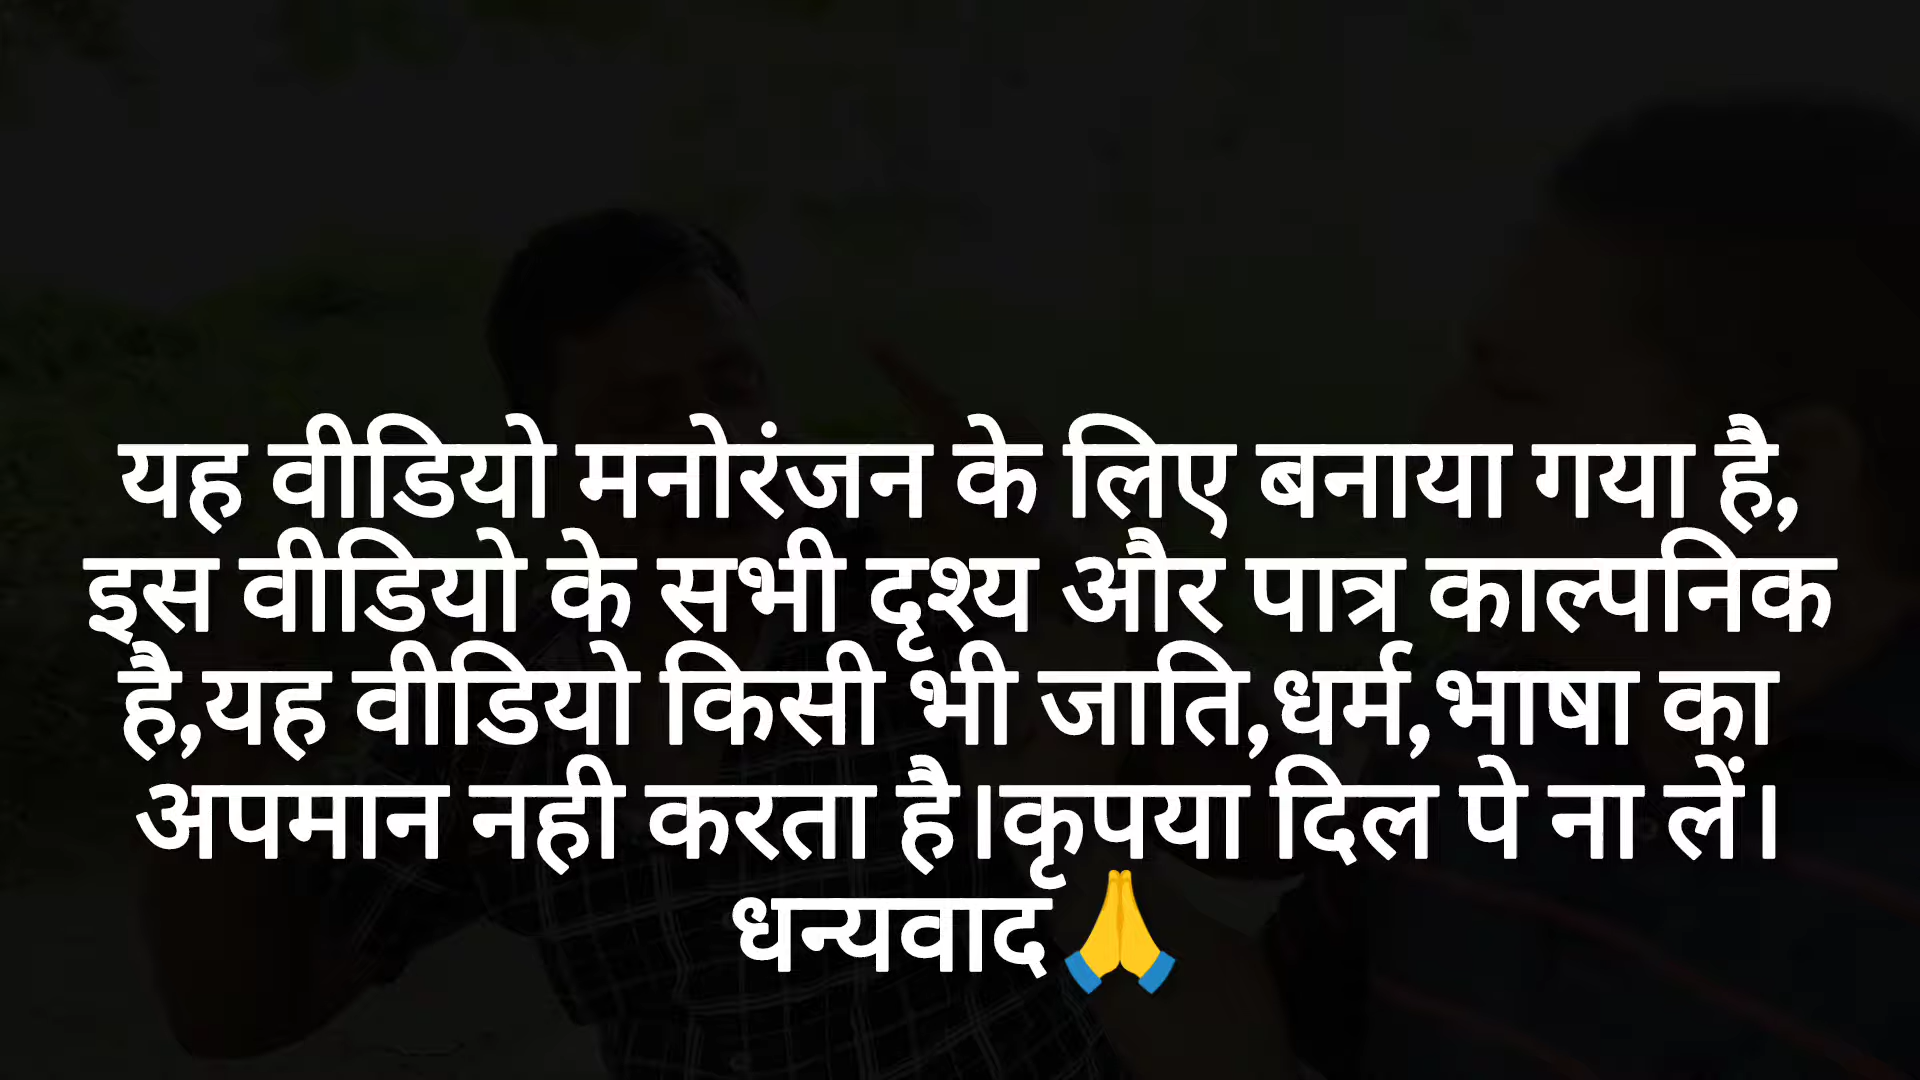 यह वीडियो मनोरंजन के लिए बनाया गया है,
इस वीडियो के सभी दृश्य और पात्र काल्पनिक
है,यह वीडियो किसी भी जाति,धर्म,भाषा का
अपमान नही करता है।कृपया दिल पे ना लें।
धन्यवाद🙏